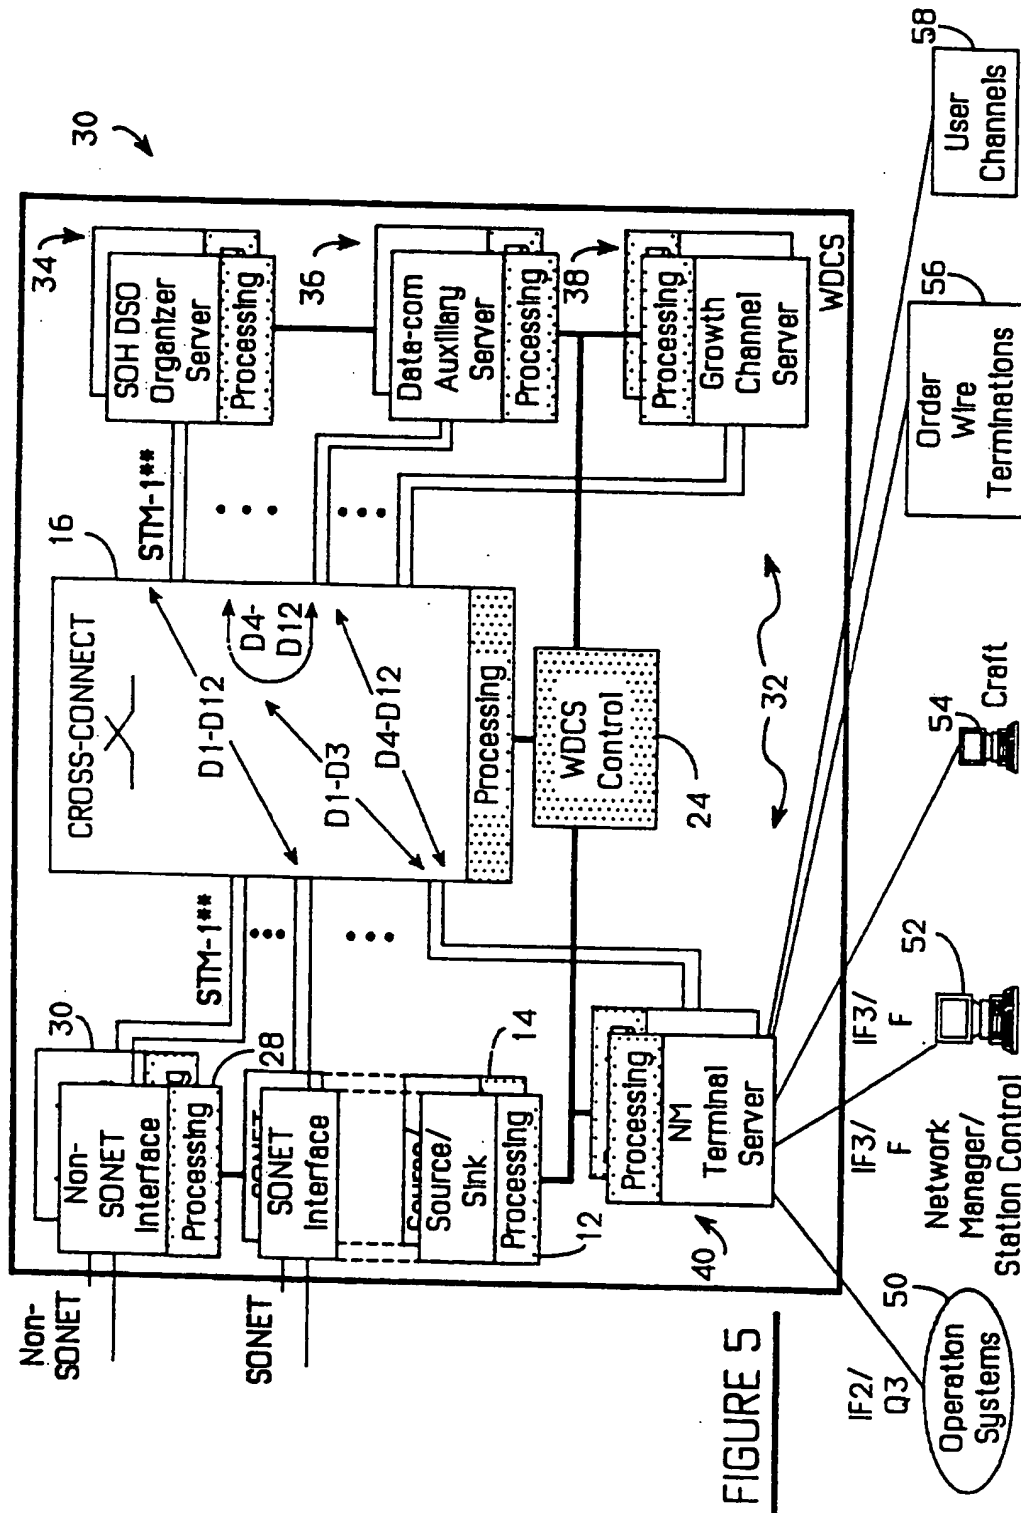 30
34
SOH DSO
Organizer
Server
Processing
36
Data-com
Auxiliary
Server
Processing
38
Processing
Growth
Channel
Server
WDCS
STM-1**
16
CROSS-CONNECT
D1-D12
D4-
D12
D1-D3
D4-D12
Processing
WDCS
Control
24
32
STM-1**
30
Non-
SONET
Interface
Processing
28
SONET
Interface
14
Source/
Sink
Processing
12
Processing
NM
Terminal
Server
40
Non-
SONET
SONET
58
User
Channels
56
Order
Wire
Terminations
54
Craft
52
IF3/
F
IF3/
F
Network
Manager/
Station Control
50
IF2/
Q3
Operation
Systems
FIGURE 5